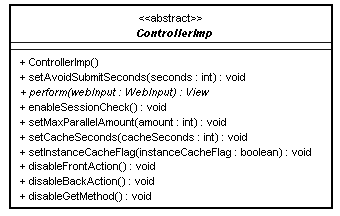 <<abstract>>
ControllerImp
+ ControllerImp()
+ setAvoidSubmitSeconds(seconds : int) : void
+ perform(webInput : WebInput) : View
+ enableSessionCheck() : void
+ setMaxParallelAmount(amount : int) : void
+ setCacheSeconds(cacheSeconds : int) : void
+ setInstanceCacheFlag(instanceCacheFlag : boolean) : void
+ disableFrontAction() : void
+ disableBackAction() : void
+ disableGetMethod() : void